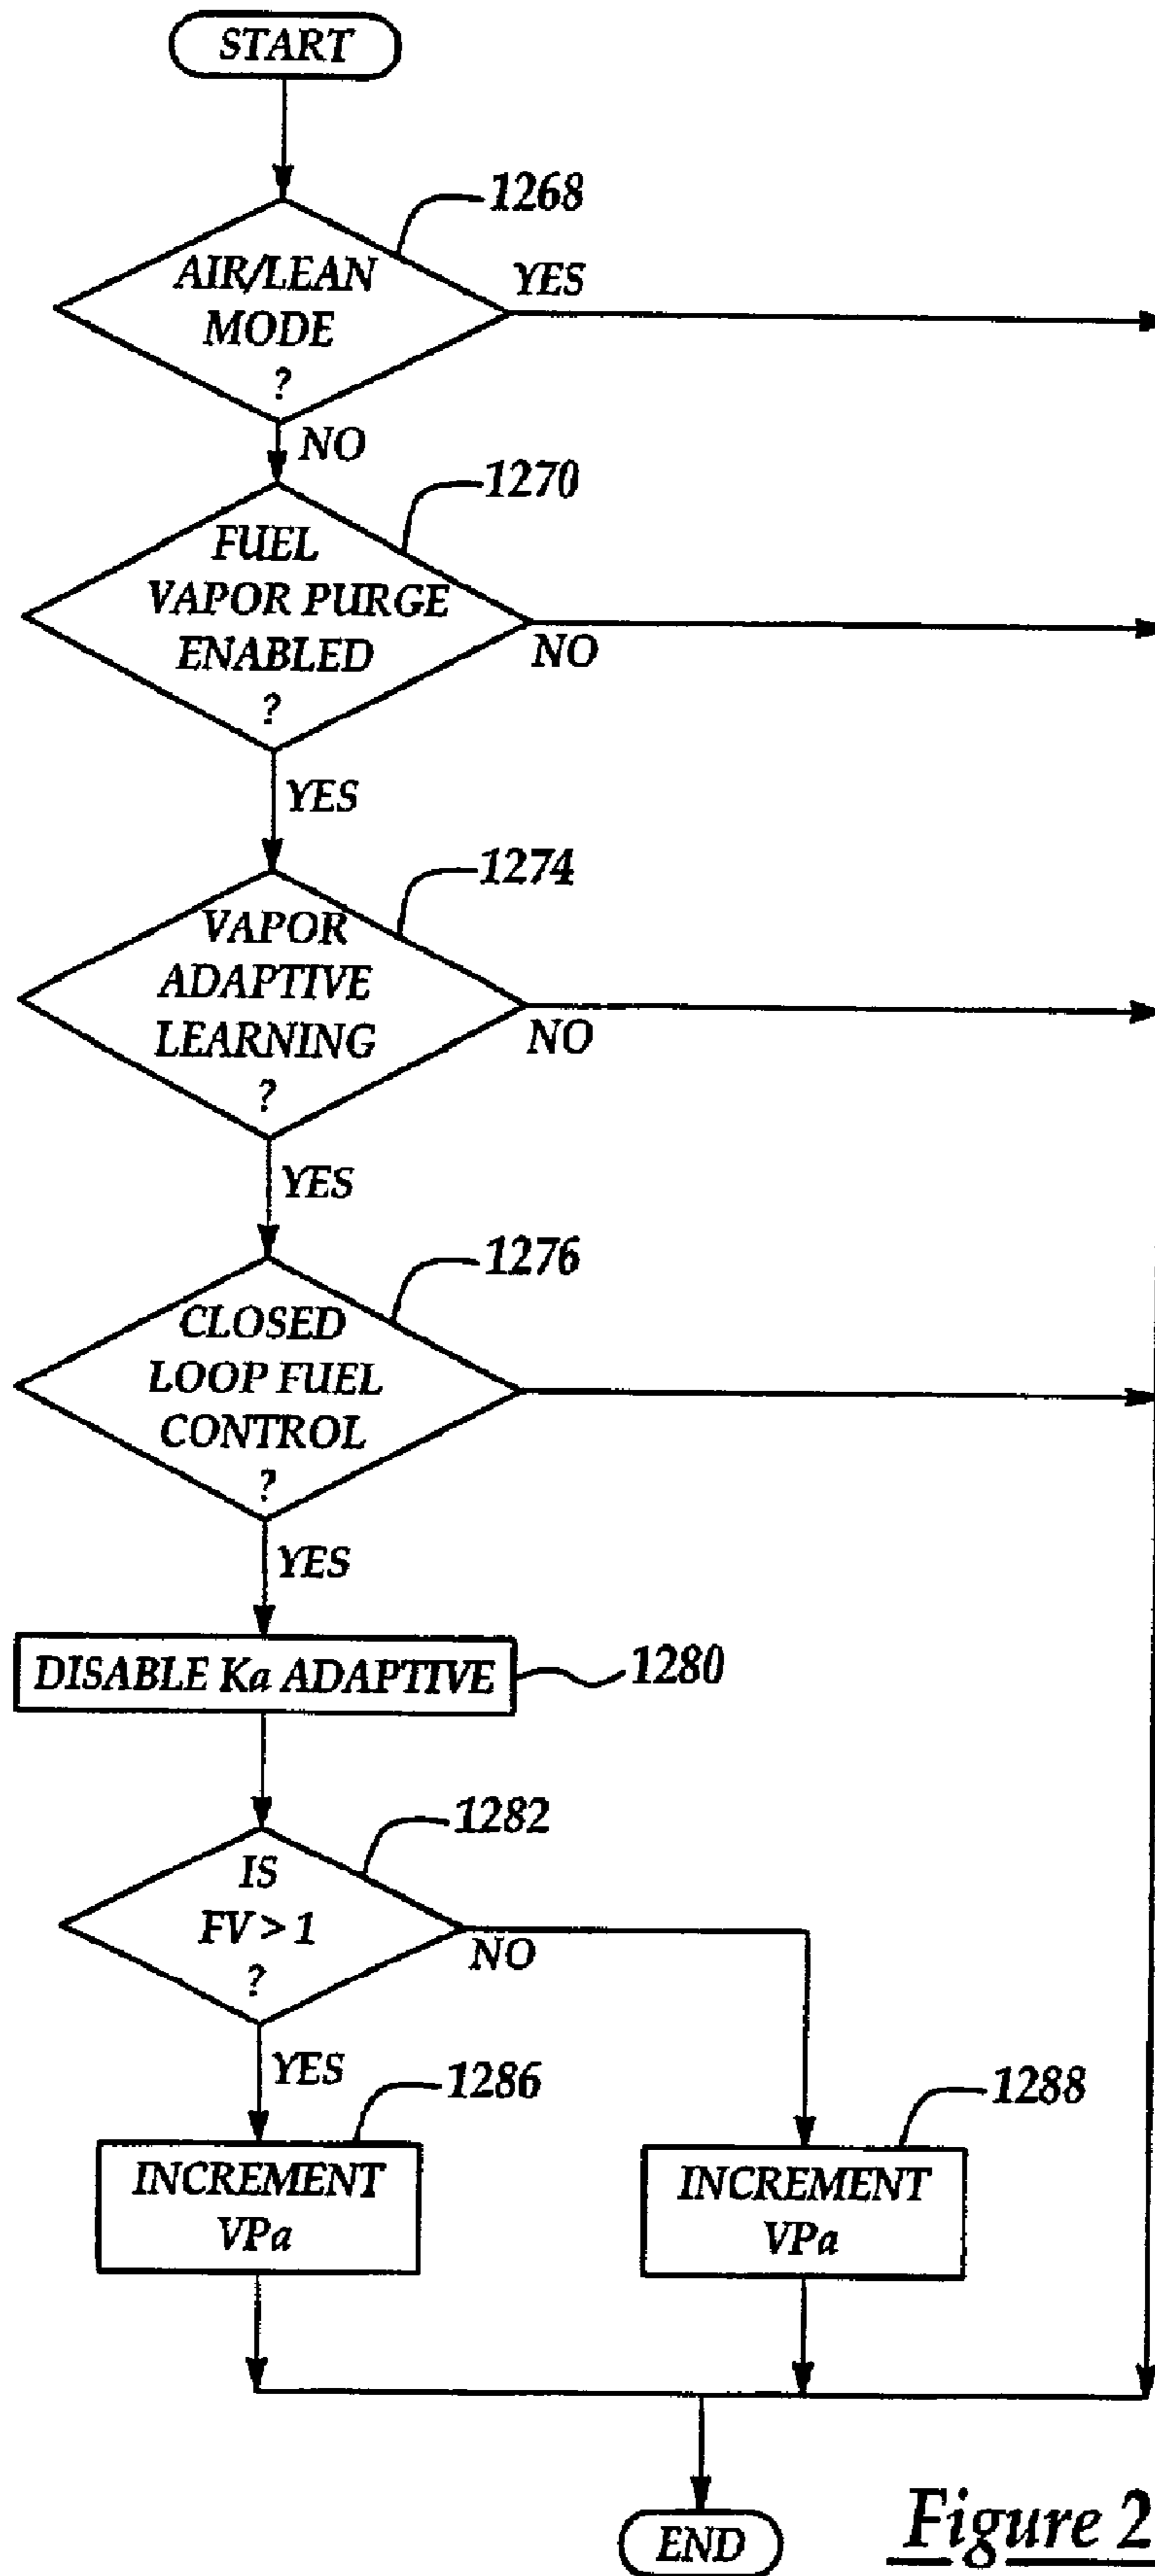 START
1268
AIR/LEAN
MODE
?
YES
NO
1270
FUEL
VAPOR PURGE
ENABLED
?
NO
YES
1274
VAPOR
ADAPTIVE
LEARNING
?
NO
YES
1276
CLOSED
LOOP FUEL
CONTROL
?
YES
DISABLE Ka ADAPTIVE
1280
1282
IS
FV > 1
?
NO
YES
1286
1288
INCREMENT
VPa
INCREMENT
VPa
END
Figure 2